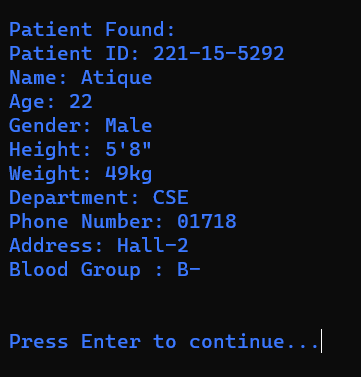 Patient Found:
Patient ID: 221-15-5292
Name: Atique
Age: 22
Gender: Male
Height: 5'8"
Weight: 49kg
Department: CSE
Phone Number: 01718
Address: Hall-2
Blood Group : B-
Press Enter to continue...